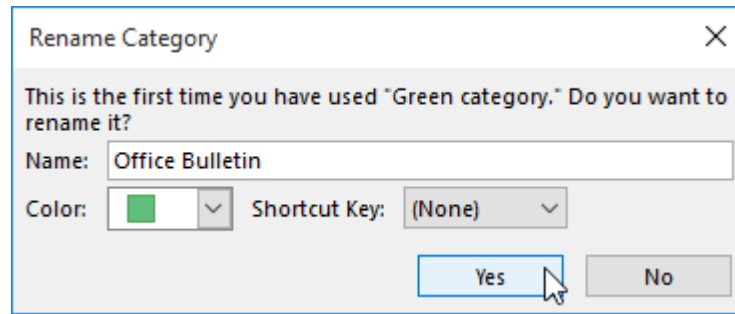 Rename Category
This is the first time you have used "Green category." Do you want to
rename it?
Name: Office Bulletin
Color: Shortcut Key: (None)
Yes No